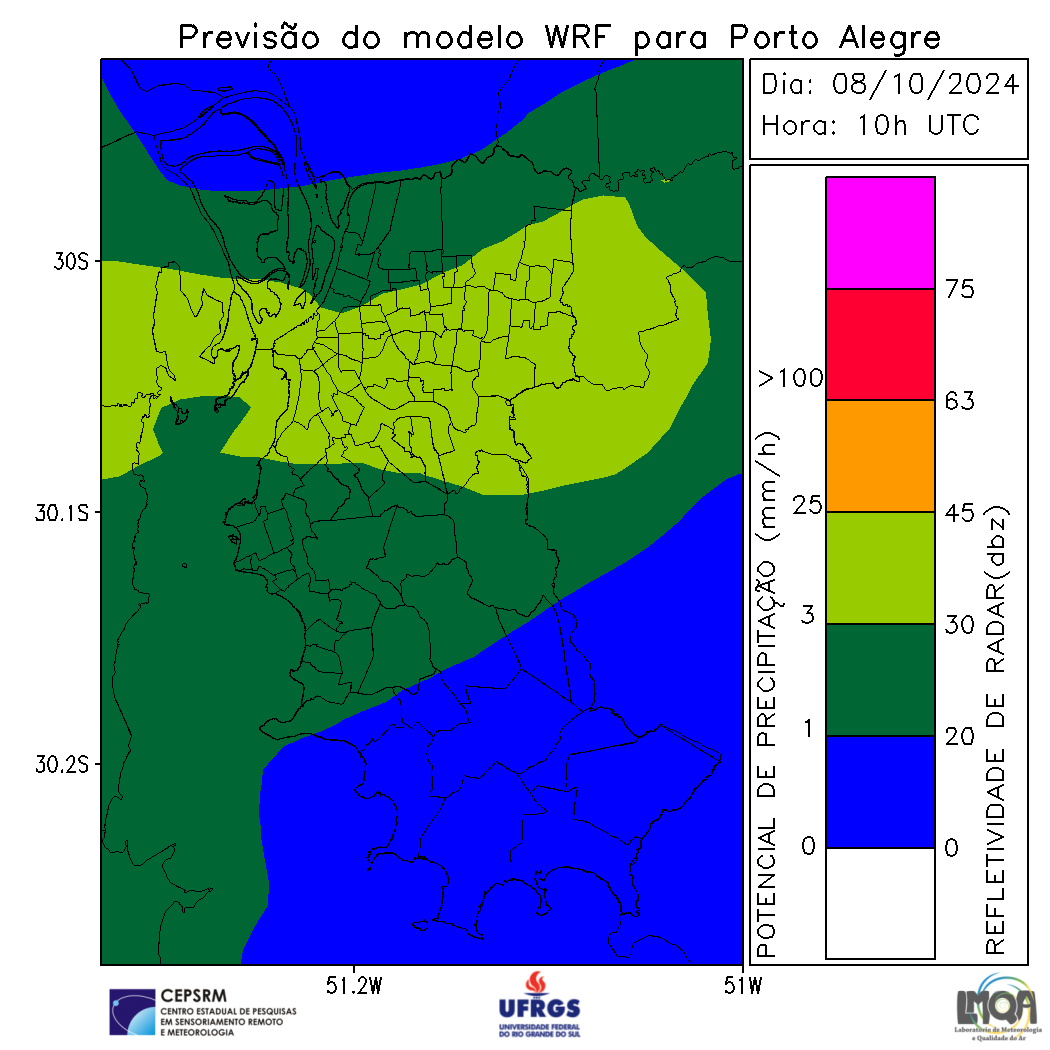 Previsão do modelo WRF para Porto Alegre
Dia: 08/10/2024
Hora: 10h UTC
30S
30.1S
30.2S
51.2W
51W
POTENCIAL DE PRECIPITAÇÃO (mm/h)
>100
25
3
1
0
75
63
45
30
20
0
REFLETIVIDADE DE RADAR(dbz)
CEPSRM
CENTRO ESTADUAL DE PESQUISAS
EM SENSORIAMENTO REMOTO
E METEOROLOGIA
UFRGS
UNIVERSIDADE FEDERAL
DO RIO GRANDE DO SUL
LMQA
Laboratório de Meteorologia
e Qualidade do Ar